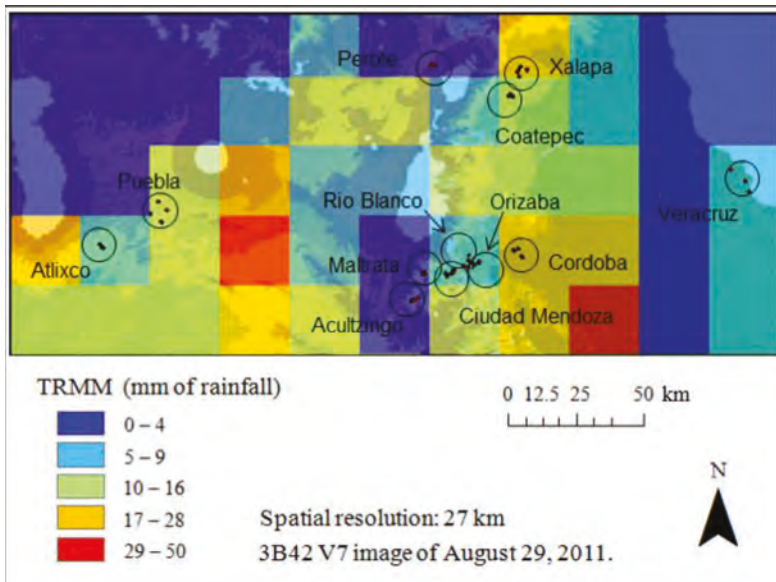 Perote
Xalapa
Coatepec
Puebla
Rio Blanco
Orizaba
Veracruz
Atlixco
Maltrata
Cordoba
Acultzingo
Ciudad Mendoza
TRMM (mm of rainfall)
0 – 4
5 – 9
10 – 16
17 – 28
29 – 50
0 12.5 25 50 km
N
Spatial resolution: 27 km
3B42 V7 image of August 29, 2011.